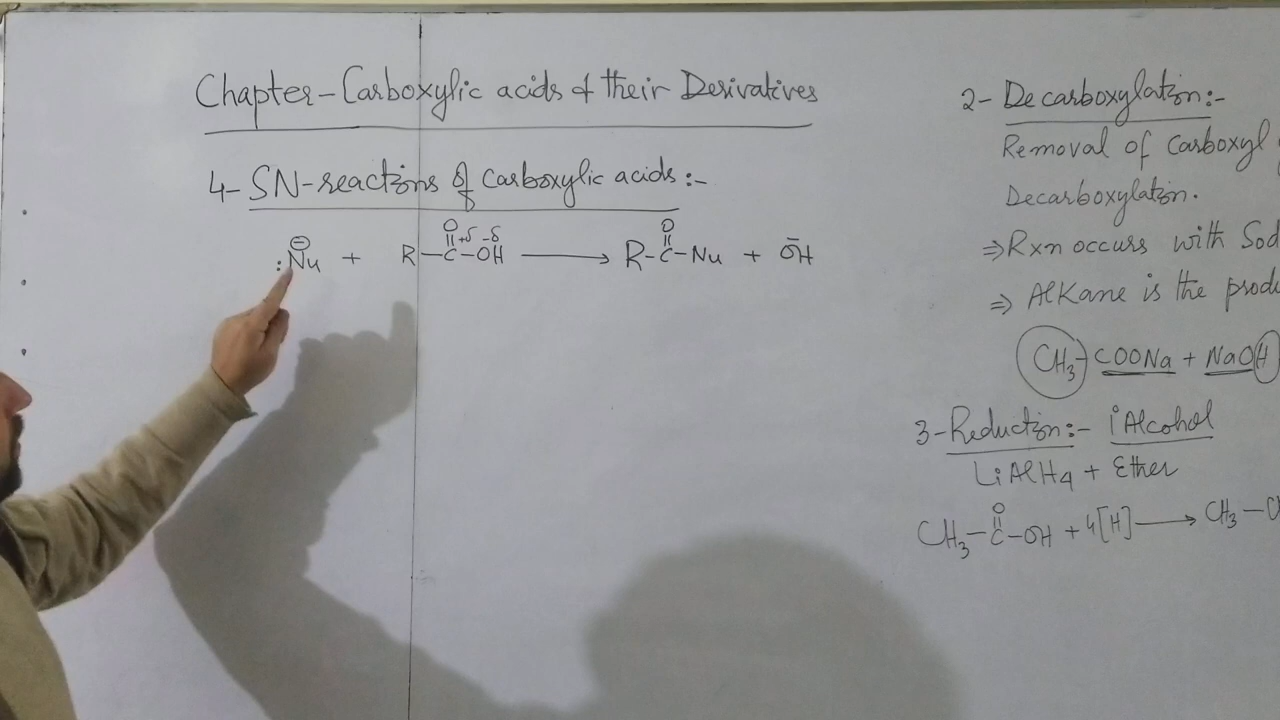 Chapter-Carboxylic acids & their Derivatives
4- SN-reactions of Carboxylic acids:-
:Nu⊖ + R-C(=O)-OH +δ -δ ⟶ R-C(=O)-Nu + ŌH
2- Decarboxylation:-
Removal of Carboxyl
Decarboxylation.
⇒ Rxn occurs with Sod
⇒ Alkane is the produ
CH₃-COONa + NaOH
3-Reduction:- 1̊ Alcohol
LiAlH4 + Ether
CH₃-C(=O)-OH + 4[H] ⟶ CH₃-C